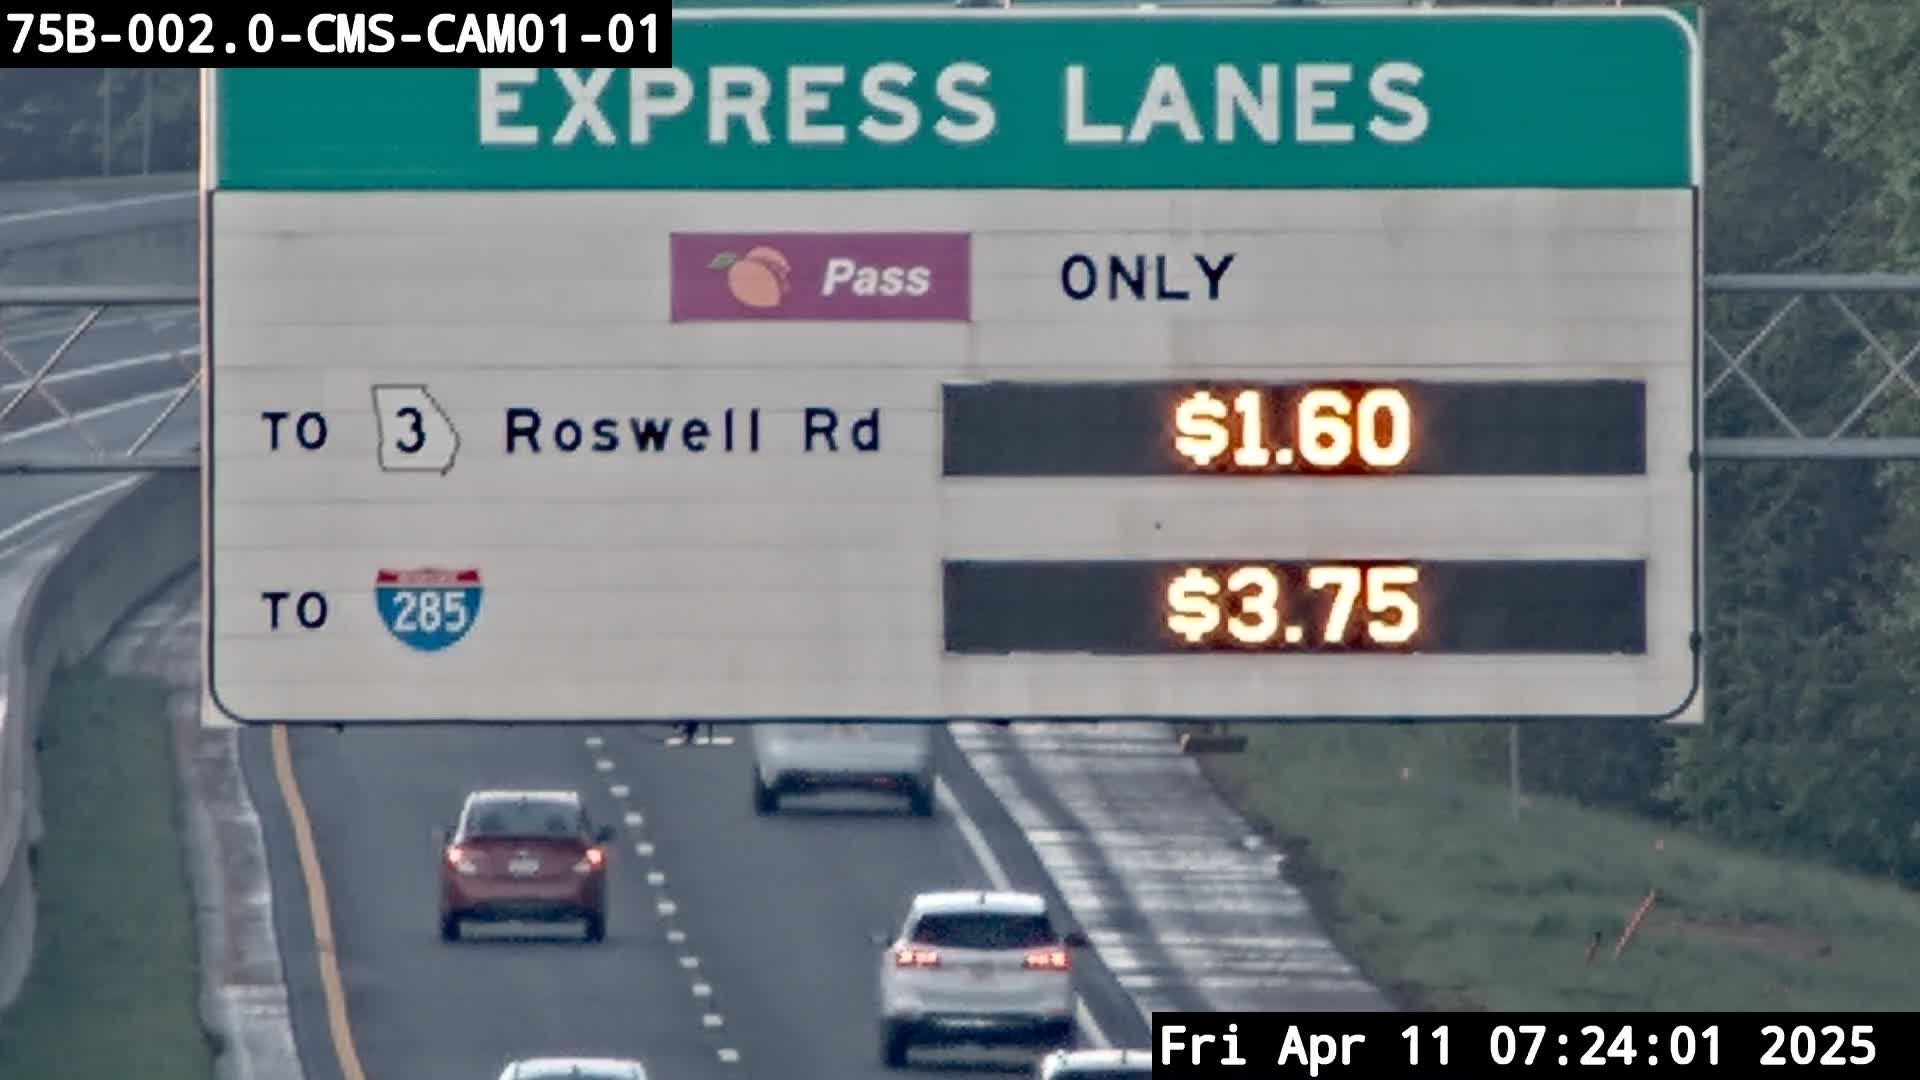 75B-002.0-CMS-CAM01-01
EXPRESS LANES
Pass ONLY
TO 3 Roswell Rd $1.60
TO 285 $3.75
Fri Apr 11 07:24:01 2025